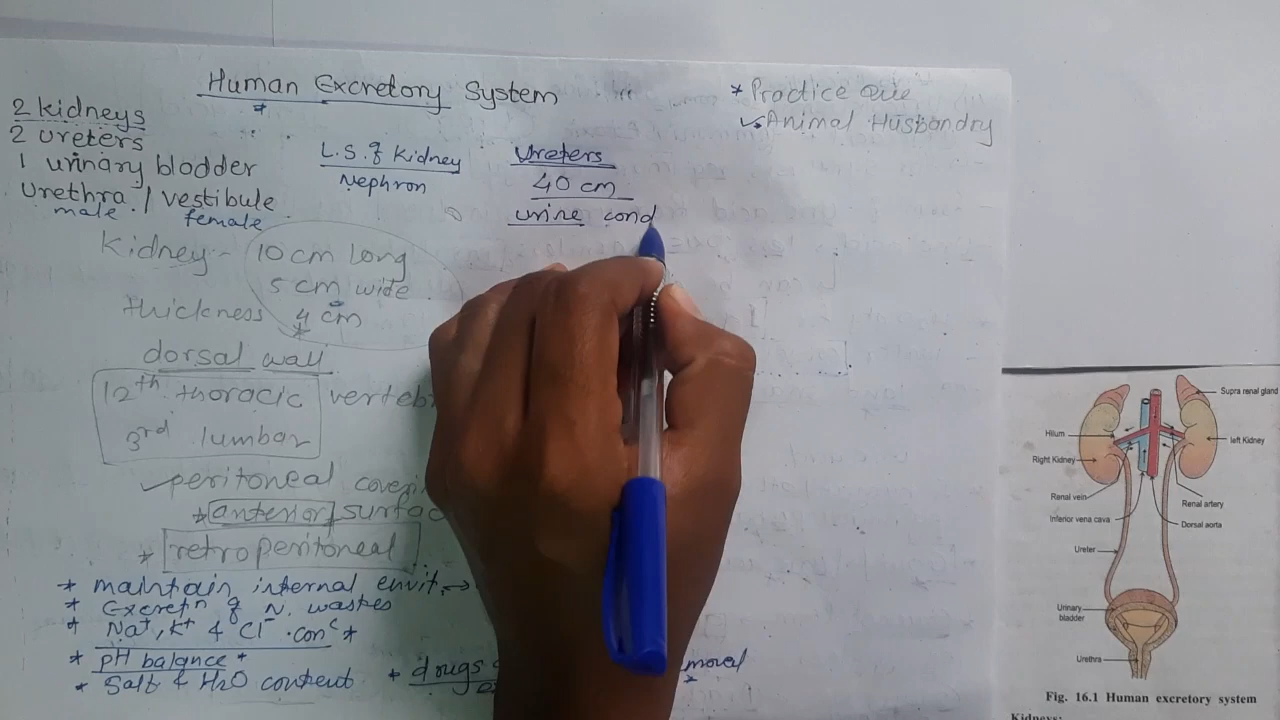 Human Excretory System
* Practice Que
Animal Husbandry
2 kidneys
2 ureters
1 urinary bladder
Urethra / vestibule
male female
L.S. of Kidney
Nephron
Ureters
40 cm
urine cond
Kidney - 10 cm long
5 cm wide
thickness 4 cm
dorsal wall
12th thoracic verteb
3rd lumbar
peritoneal coveri
* anterior surfac
* retroperitoneal
* maintain internal envit. →
* Excretn of N. wastes
* Na+, K+ & Cl- conc *
* pH balance *
* Salt & H2O content
* drugs
Supra renal gland
Hilum
left Kidney
Right Kidney
Renal vein
Renal artery
Inferior vena cava
Dorsal aorta
Ureter
Urinary bladder
Urethra
Fig. 16.1 Human excretory system
Kidneys: